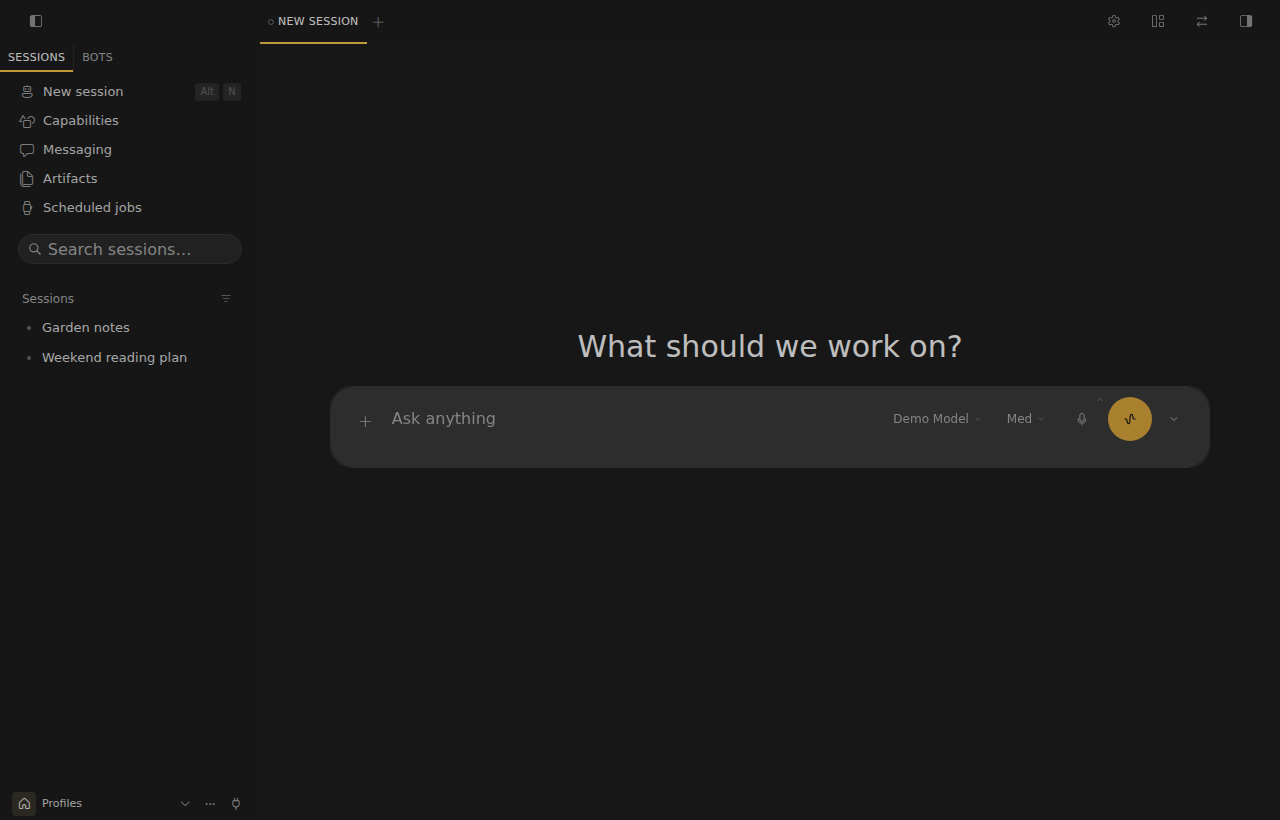 NEW SESSION
SESSIONS BOTS
New session Alt N
Capabilities
Messaging
Artifacts
Scheduled jobs
Search sessions...
Sessions
Garden notes
Weekend reading plan
What should we work on?
Ask anything Demo Model Med
Profiles